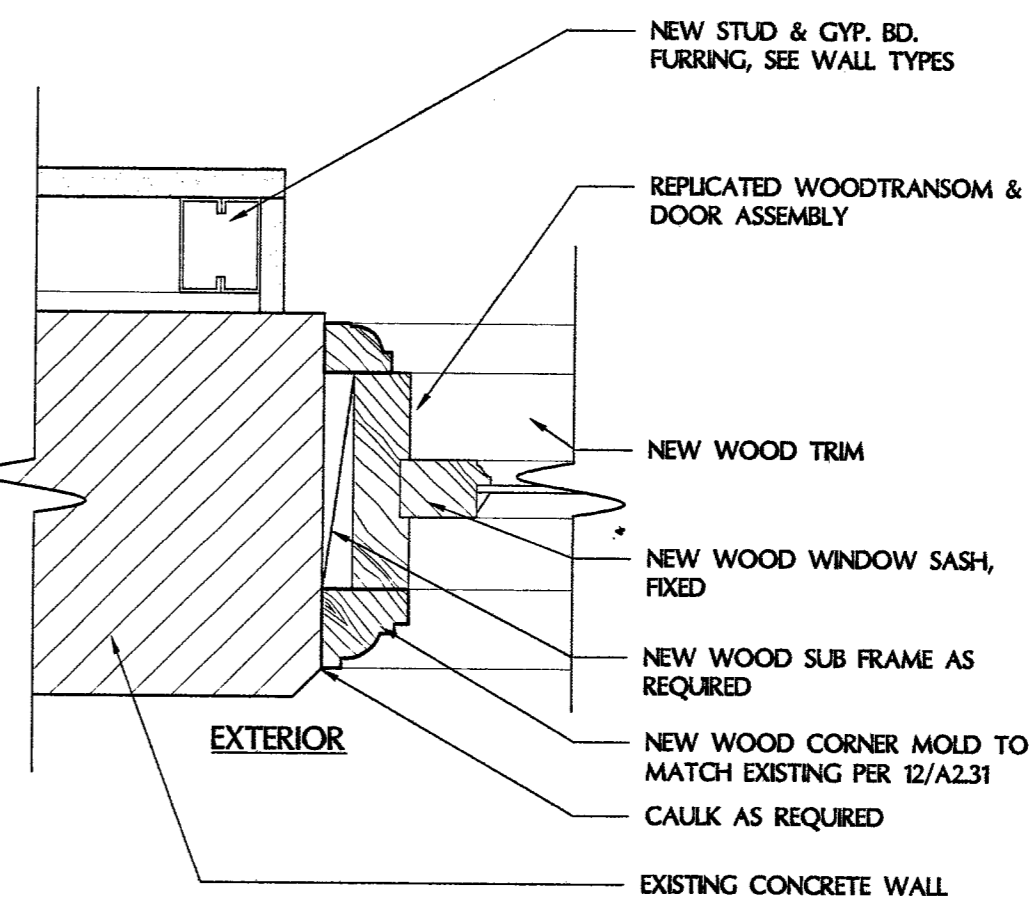 NEW STUD & GYP. BD.
FURRING, SEE WALL TYPES
REPLICATED WOODTRANSOM &
DOOR ASSEMBLY
NEW WOOD TRIM
NEW WOOD WINDOW SASH,
FIXED
NEW WOOD SUB FRAME AS
REQUIRED
EXTERIOR
NEW WOOD CORNER MOLD TO
MATCH EXISTING PER 12/A2.31
CAULK AS REQUIRED
EXISTING CONCRETE WALL